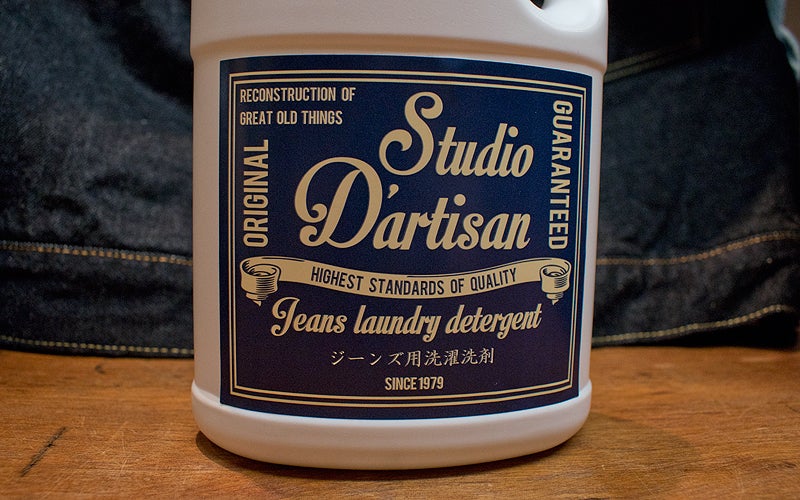 RECONSTRUCTION OF
GREAT OLD THINGS
ORIGINAL
Studio
D'artisan
GUARANTEED
HIGHEST STANDARDS OF QUALITY
Jeans laundry detergent
ジーンズ用洗濯洗剤
SINCE 1979